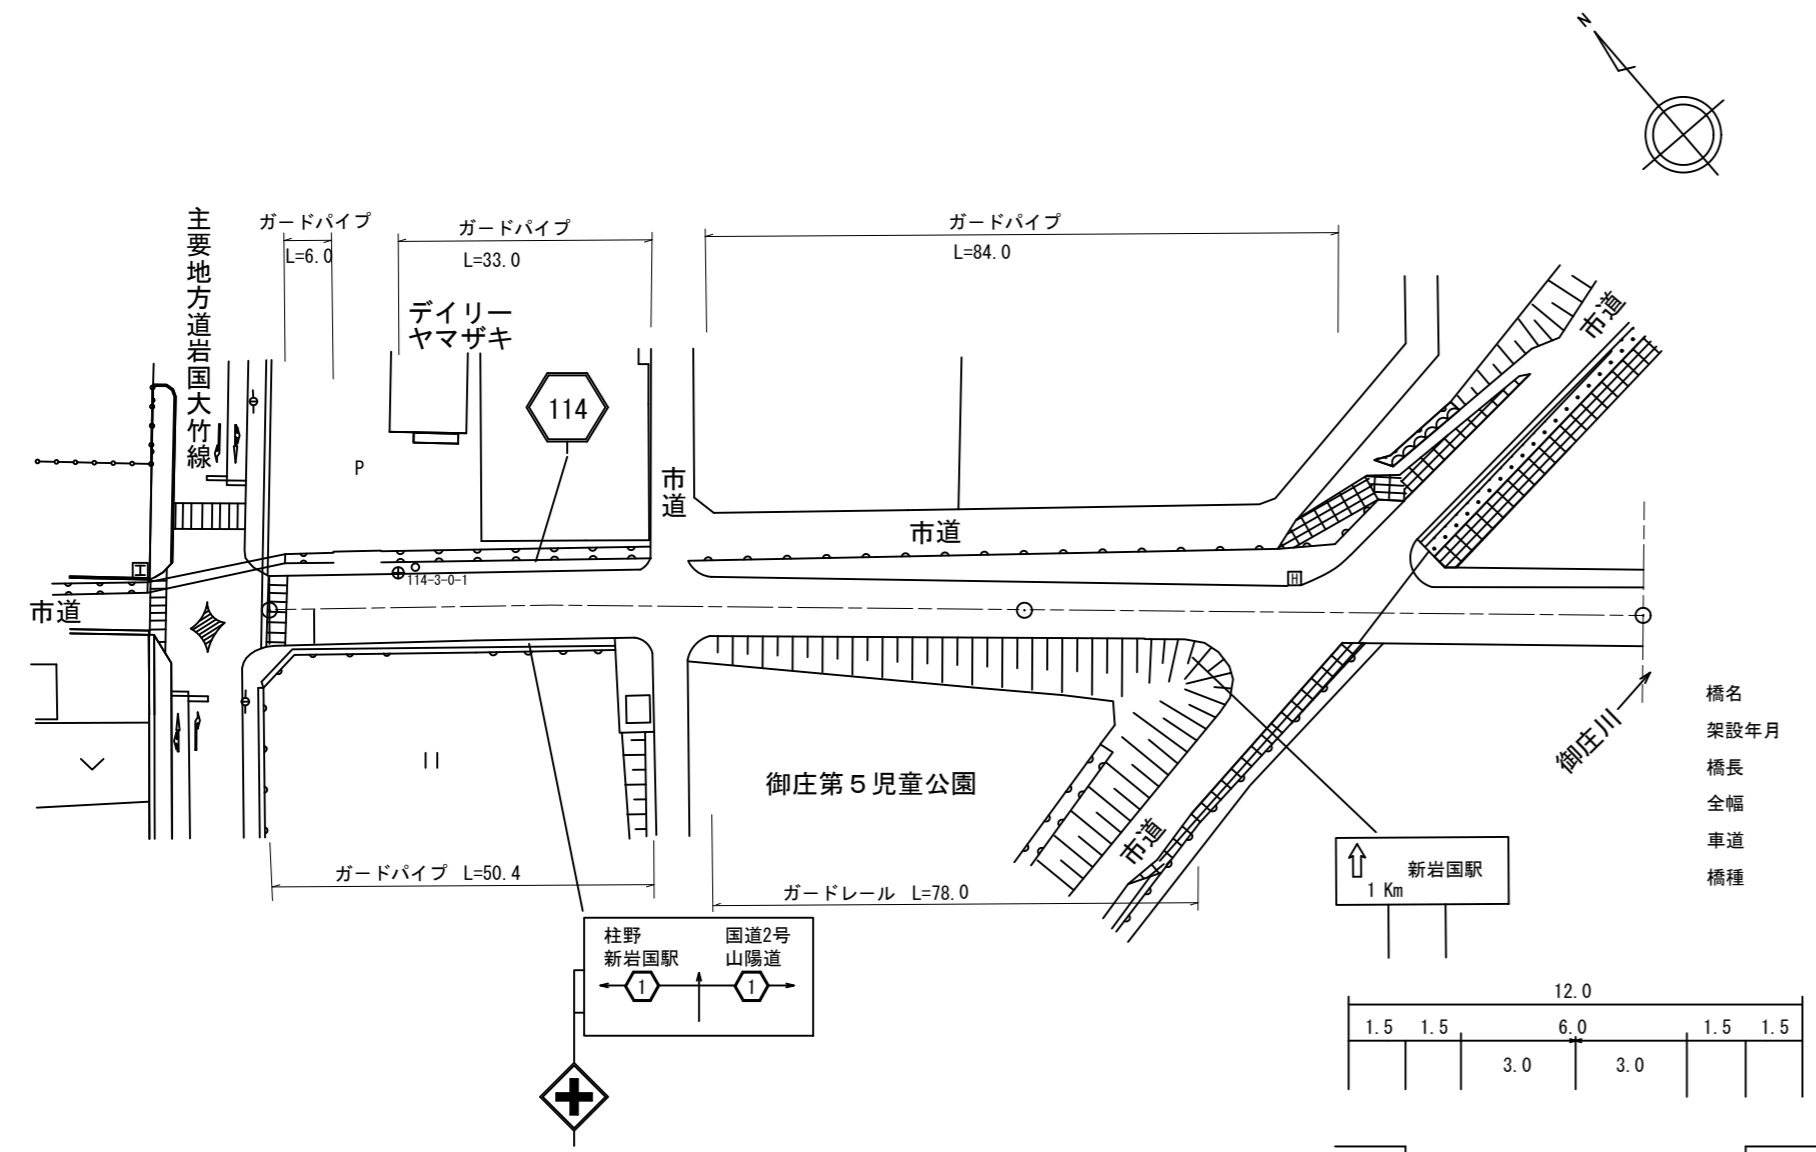 N
主要地方道岩国大竹線
ガードパイプ
L=6.0
ガードパイプ
L=33.0
ガードパイプ
L=84.0
デイリー
ヤマザキ
114
P
市道
市道
市道
114-3-0-1
H
市道
御庄第5児童公園
市道
御庄川
ガードパイプ L=50.4
ガードレール L=78.0
新岩国駅
1 Km
橋名
架設年月
橋長
全幅
車道
橋種
柱野
新岩国駅
国道2号
山陽道
1
1
12.0
1.5 1.5 6.0 1.5 1.5
3.0 3.0